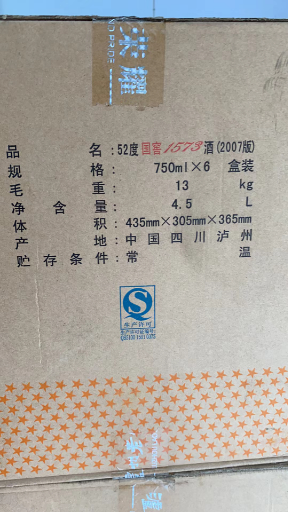 品名:52度国窖1573酒(2007版)
规格:750ml×6 盒装
毛重:13 kg
净含量:4.5 L
体积:435mm×305mm×365mm
产地:中国四川泸州
贮存条件:常温
生产许可